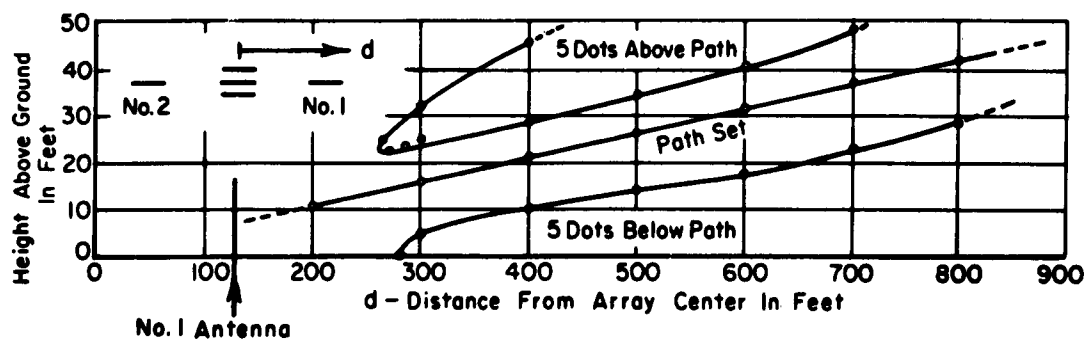 50
40
30
20
10
0
Height Above Ground
In Feet
d
No.2
No.1
5 Dots Above Path
Path Set
5 Dots Below Path
0 100 200 300 400 500 600 700 800 900
d - Distance From Array Center In Feet
No. 1 Antenna